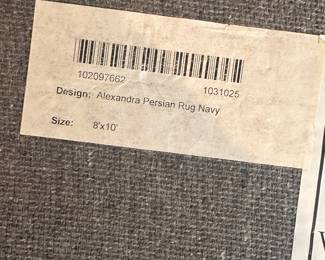 102097662 1031025
Design: Alexandra Persian Rug Navy
Size: 8'x10'